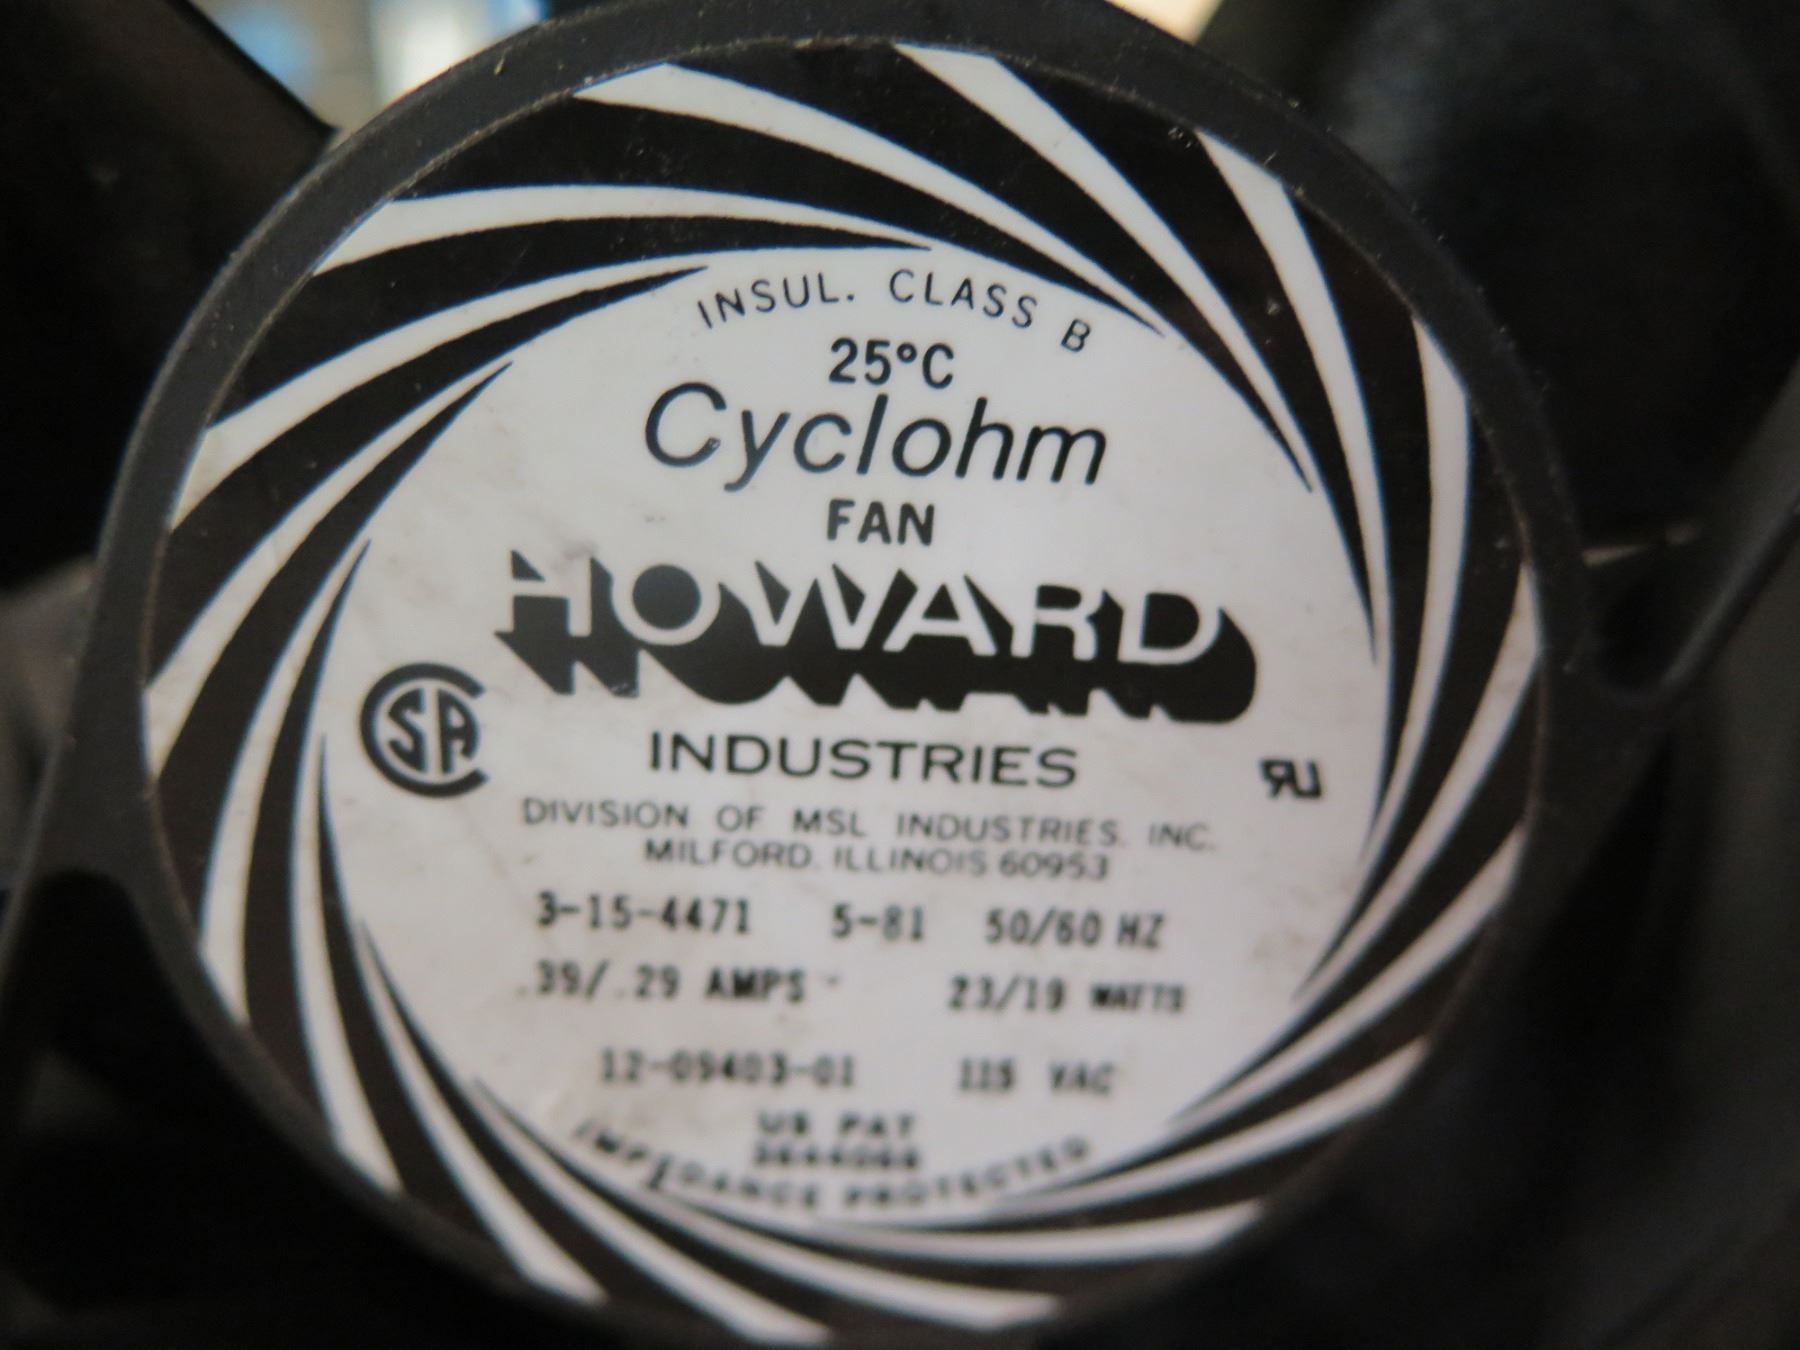 INSUL. CLASS B
25°C
Cyclohm
FAN
HOWARD
INDUSTRIES
CSA
RU
DIVISION OF MSL INDUSTRIES, INC.
MILFORD, ILLINOIS 60953
3-15-4471 5-81 50/60 HZ
.39/.29 AMPS 23/19 WATTS
12-09403-01 115 VAC
US PAT
IMPEDANCE PROTECTED